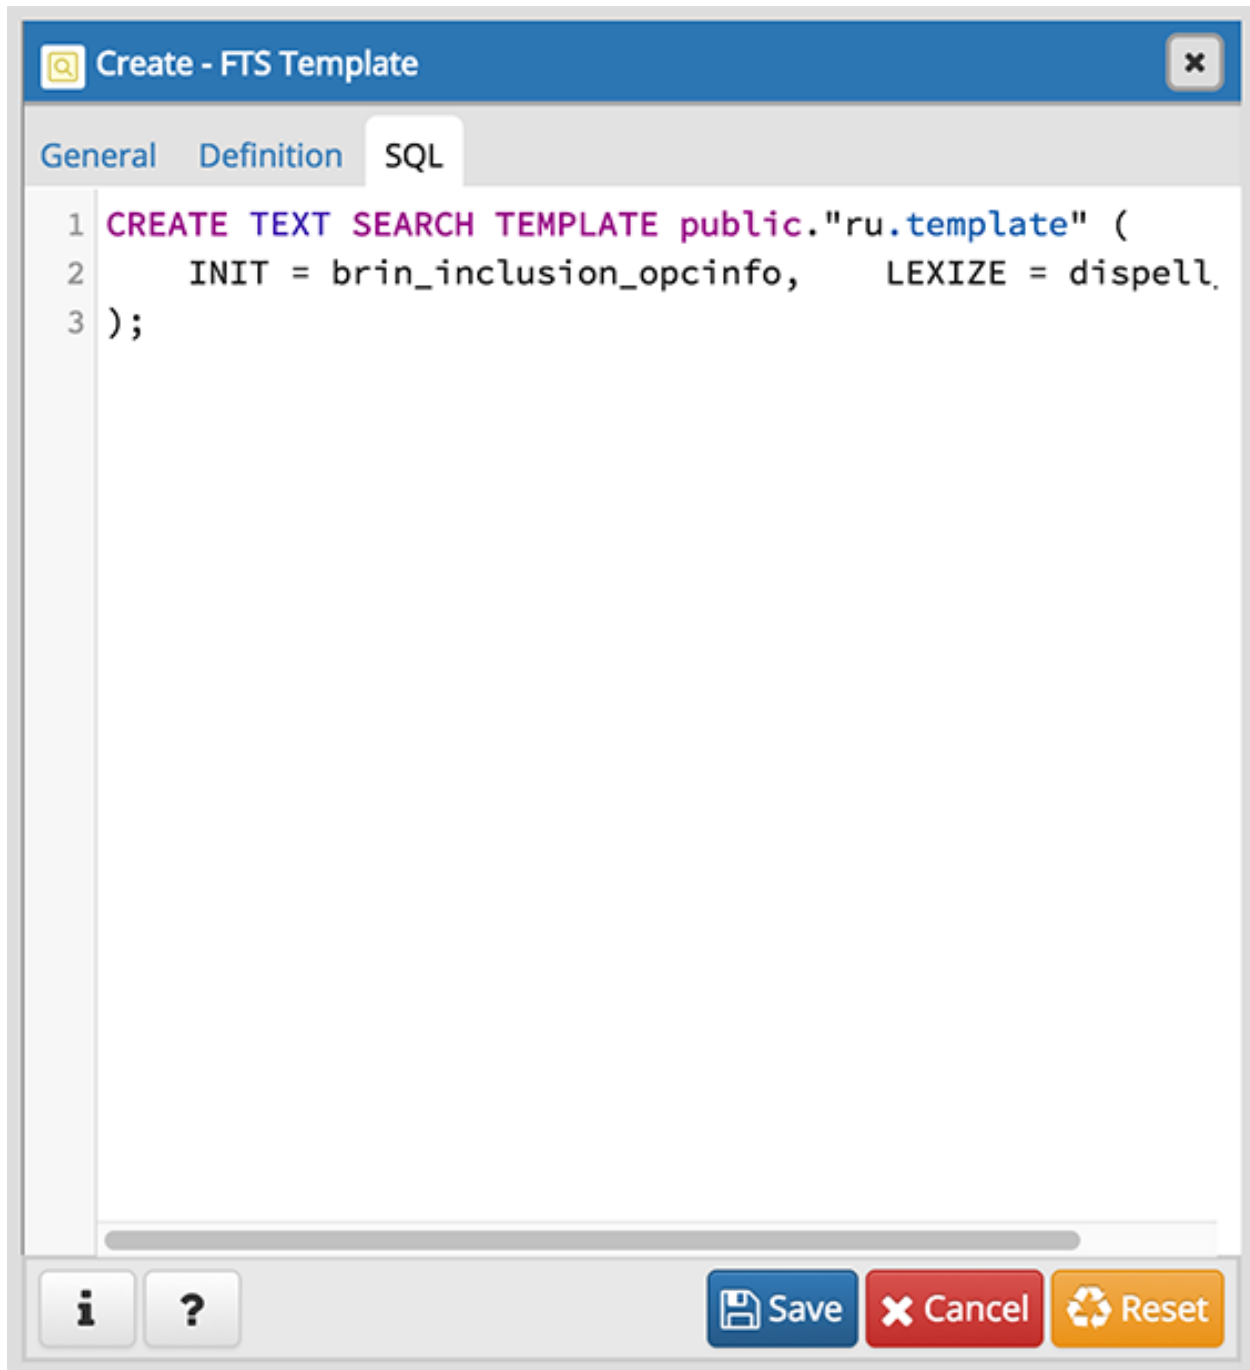 Create - FTS Template
General Definition SQL
1 CREATE TEXT SEARCH TEMPLATE public."ru.template" (
2     INIT = brin_inclusion_opcinfo,    LEXIZE = dispell_
3 );
i ? Save Cancel Reset